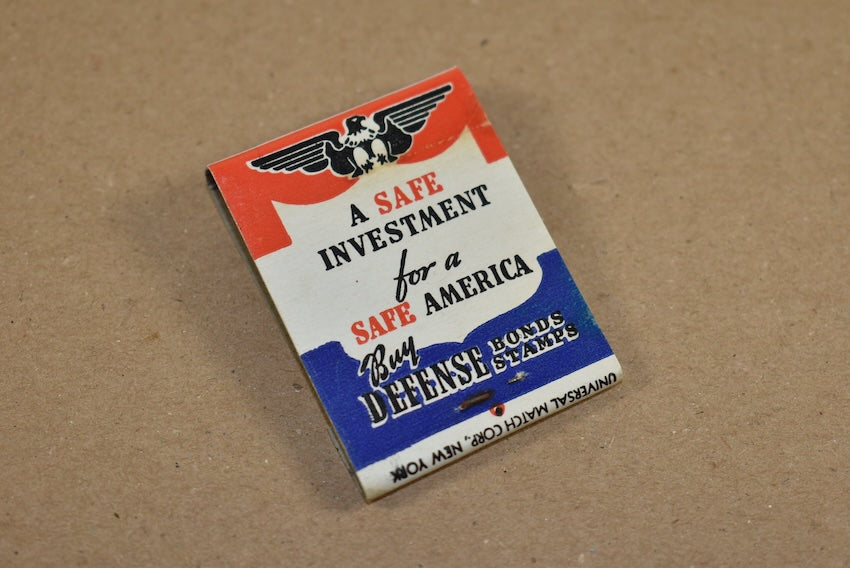 A SAFE
INVESTMENT
for a
SAFE AMERICA
Buy
DEFENSE BONDS
STAMPS
UNIVERSAL MATCH CORP., NEW YORK